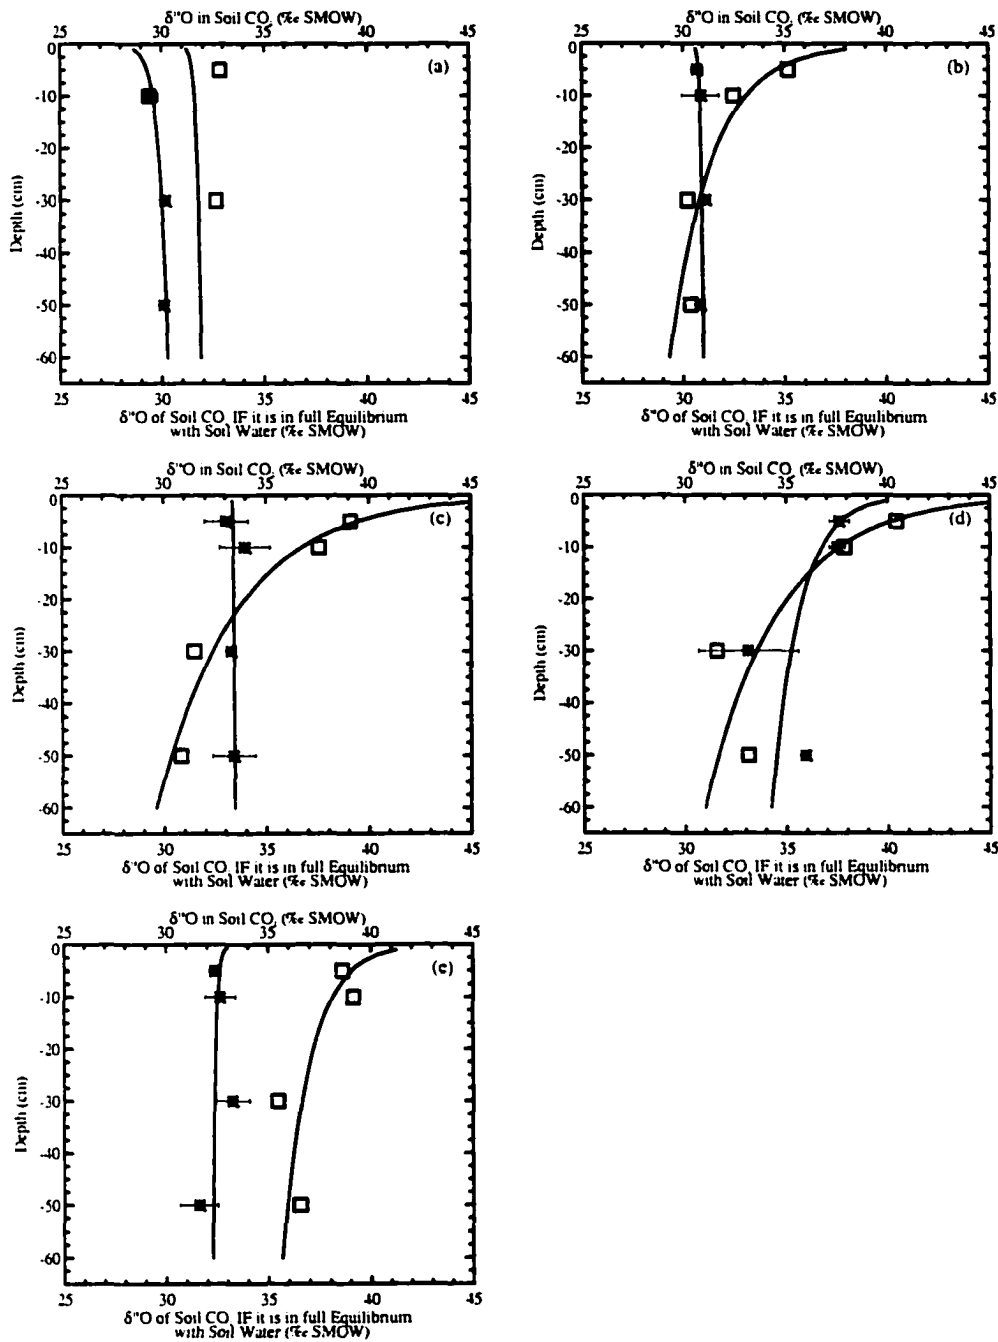 δ¹⁸O in Soil CO₂ (‰ SMOW)
25 30 35 40 45
(a)
0
-10
-20
-30
-40
-50
-60
Depth (cm)
25 30 35 40 45
δ¹⁸O of Soil CO₂ IF it is in full Equilibrium
with Soil Water (‰ SMOW)
δ¹⁸O in Soil CO₂ (‰ SMOW)
25 30 35 40 45
(b)
0
-10
-20
-30
-40
-50
-60
Depth (cm)
25 30 35 40 45
δ¹⁸O of Soil CO₂ IF it is in full Equilibrium
with Soil Water (‰ SMOW)
δ¹⁸O in Soil CO₂ (‰ SMOW)
25 30 35 40 45
(c)
0
-10
-20
-30
-40
-50
-60
Depth (cm)
25 30 35 40 45
δ¹⁸O of Soil CO₂ IF it is in full Equilibrium
with Soil Water (‰ SMOW)
δ¹⁸O in Soil CO₂ (‰ SMOW)
25 30 35 40 45
(d)
0
-10
-20
-30
-40
-50
-60
Depth (cm)
25 30 35 40 45
δ¹⁸O of Soil CO₂ IF it is in full Equilibrium
with Soil Water (‰ SMOW)
δ¹⁸O in Soil CO₂ (‰ SMOW)
25 30 35 40 45
(e)
0
-10
-20
-30
-40
-50
-60
Depth (cm)
25 30 35 40 45
δ¹⁸O of Soil CO₂ IF it is in full Equilibrium
with Soil Water (‰ SMOW)